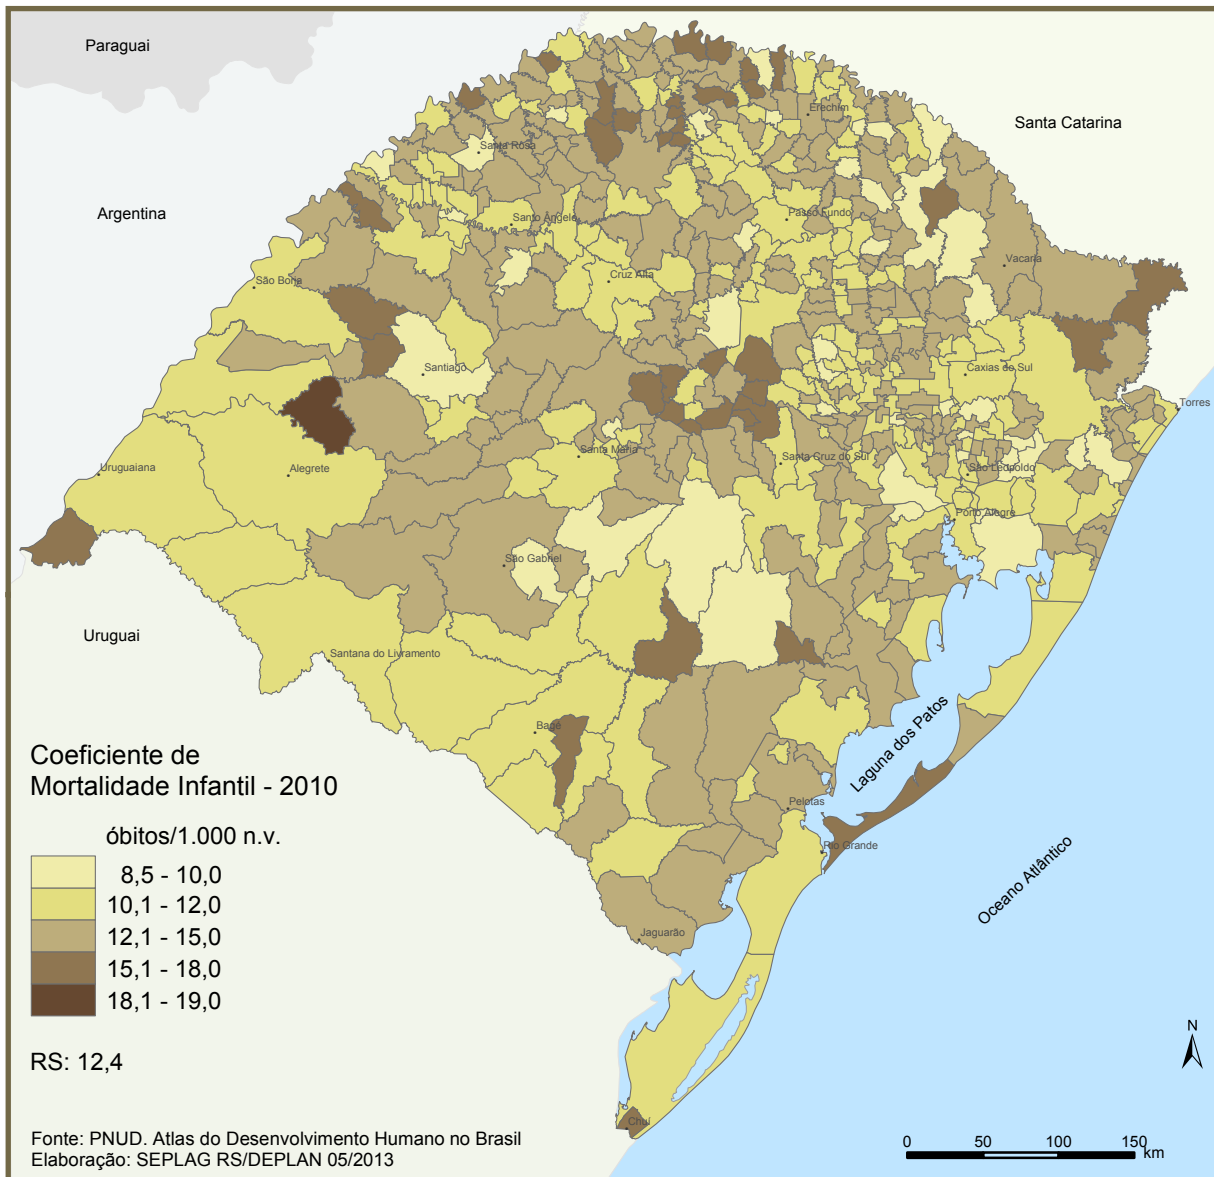 Paraguai
Santa Catarina
Argentina
Erechim
Santa Rosa
Santo Ângelo
Passo Fundo
Vacaria
São Borja
Cruz Alta
Santiago
Caxias do Sul
Torres
Uruguaiana
Alegrete
Santa Maria
Santa Cruz do Sul
São Leopoldo
Porto Alegre
São Gabriel
Uruguai
Santana do Livramento
Bagé
Laguna dos Patos
Pelotas
Rio Grande
Oceano Atlântico
Jaguarão
Chuí
Coeficiente de
Mortalidade Infantil - 2010
óbitos/1.000 n.v.
8,5 - 10,0
10,1 - 12,0
12,1 - 15,0
15,1 - 18,0
18,1 - 19,0
RS: 12,4
N
0 50 100 150
km
Fonte: PNUD. Atlas do Desenvolvimento Humano no Brasil
Elaboração: SEPLAG RS/DEPLAN 05/2013